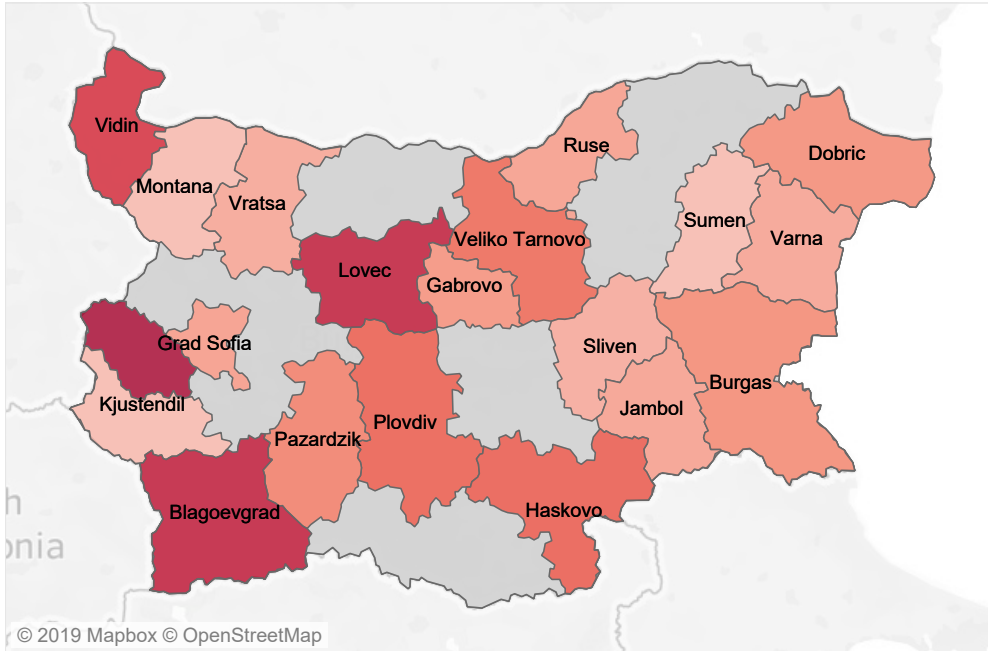 Vidin
Ruse
Dobric
Montana
Vratsa
Sumen
Varna
Veliko Tarnovo
Lovec
Gabrovo
Grad Sofia
Sliven
Burgas
Kjustendil
Jambol
Plovdiv
Pazardzik
h
onia
Blagoevgrad
Haskovo
© 2019 Mapbox © OpenStreetMap